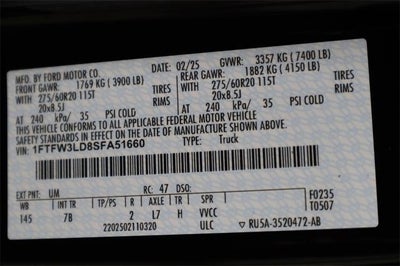 MFD. BY FORD MOTOR CO.
DATE: 02/25 GVWR: 3357 KG (7400 LB)
FRONT GAWR: 1769 KG (3900 LB) REAR GAWR: 1882 KG (4150 LB)
WITH 275/60R20 115T TIRES WITH 275/60R20 115T TIRES
20x8.5J RIMS 20x8.5J RIMS
AT 240 kPa/ 35 PSI COLD AT 240 kPa/ 35 PSI COLD
THIS VEHICLE CONFORMS TO ALL APPLICABLE FEDERAL MOTOR VEHICLE
SAFETY STANDARDS IN EFFECT ON THE DATE OF MANUFACTURE SHOWN ABOVE.
VIN: 1FTFW3LD8SFA51660 TYPE: Truck
EXT PNT: UM RC: 47 DSO: F0235
WB BRK INT TR TP/PS R AXLE TR SPR T0507
145 7B 2 L7 H VVCC
2202502110320 ULC RU5A-3520472-AB